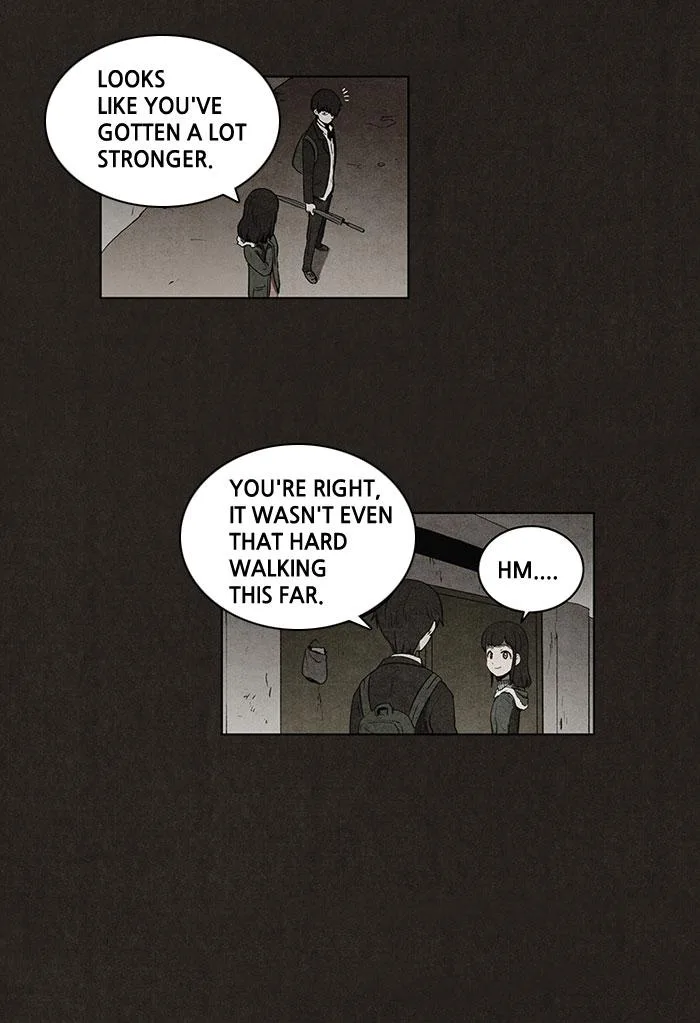 LOOKS
LIKE YOU'VE
GOTTEN A LOT
STRONGER.
YOU'RE RIGHT,
IT WASN'T EVEN
THAT HARD
WALKING
THIS FAR.
HM....